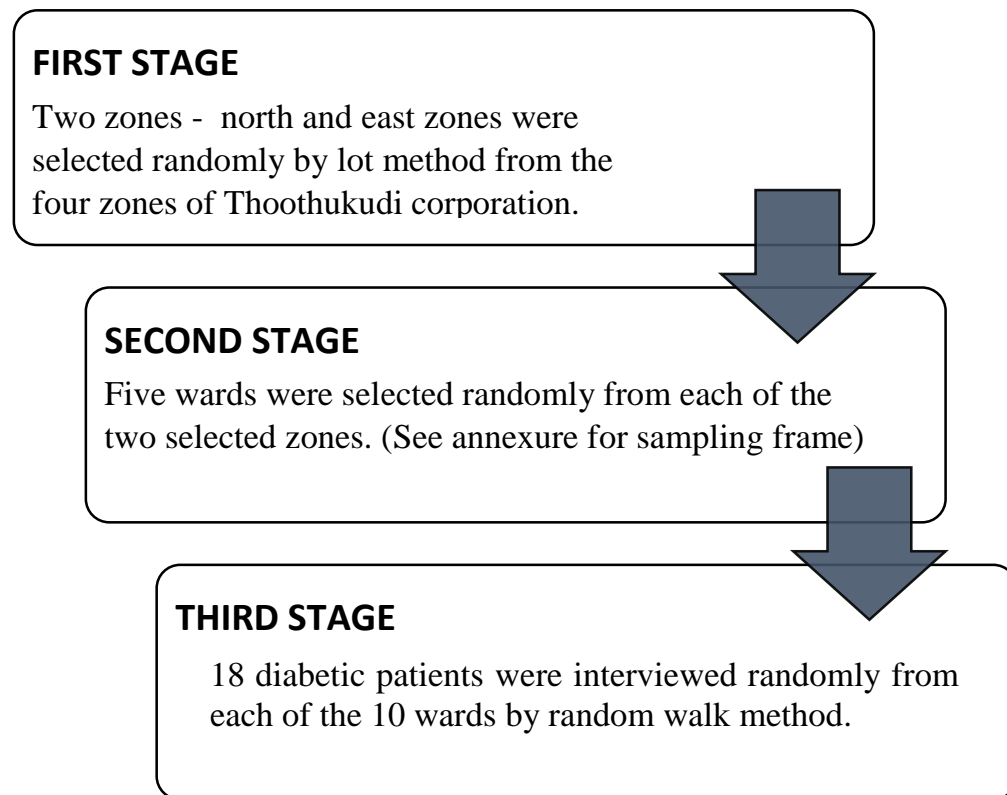 FIRST STAGE
Two zones - north and east zones were
selected randomly by lot method from the
four zones of Thoothukudi corporation.
SECOND STAGE
Five wards were selected randomly from each of the
two selected zones. (See annexure for sampling frame)
THIRD STAGE
18 diabetic patients were interviewed randomly from
each of the 10 wards by random walk method.